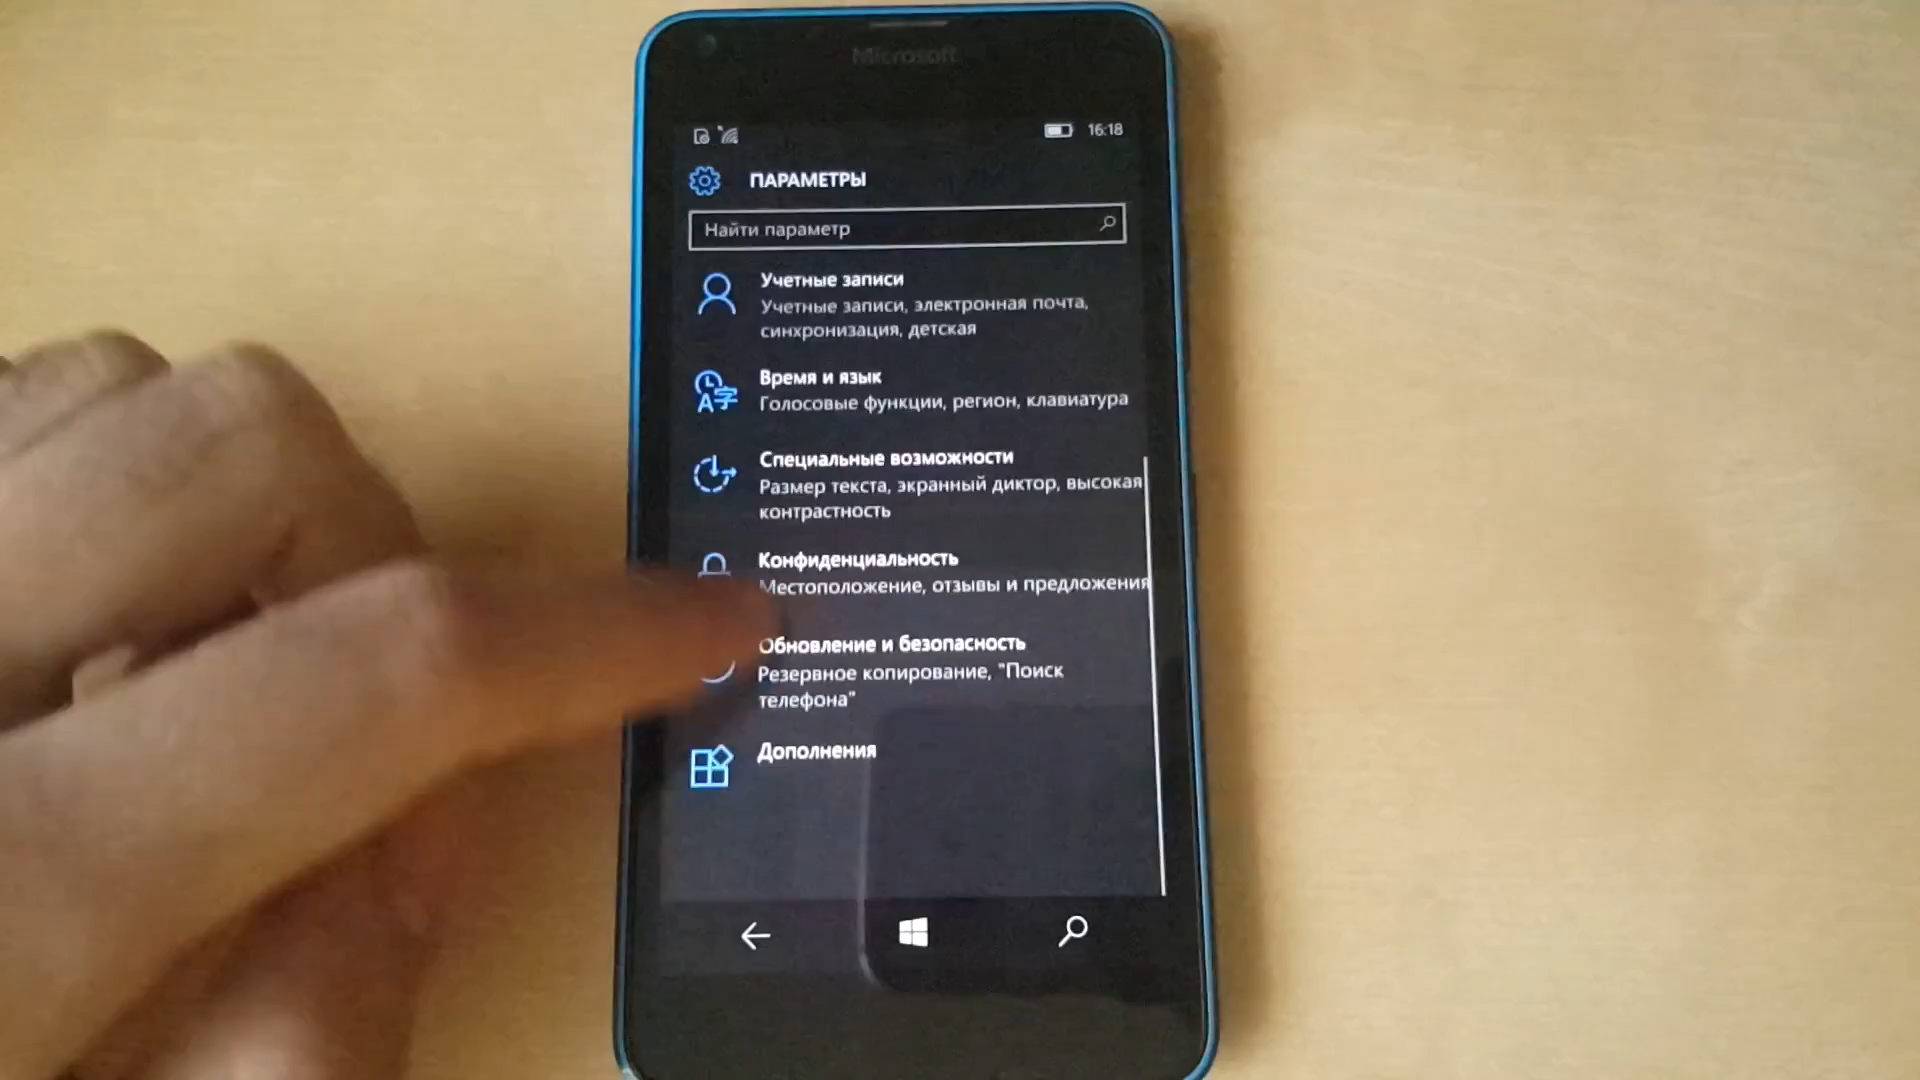 Microsoft
16:18
ПАРАМЕТРЫ
Найти параметр
Учетные записи
Учетные записи, электронная почта,
синхронизация, детская
Время и язык
Голосовые функции, регион, клавиатура
Специальные возможности
Размер текста, экранный диктор, высокая
контрастность
Конфиденциальность
Местоположение, отзывы и предложения
Обновление и безопасность
Резервное копирование, "Поиск
телефона"
Дополнения